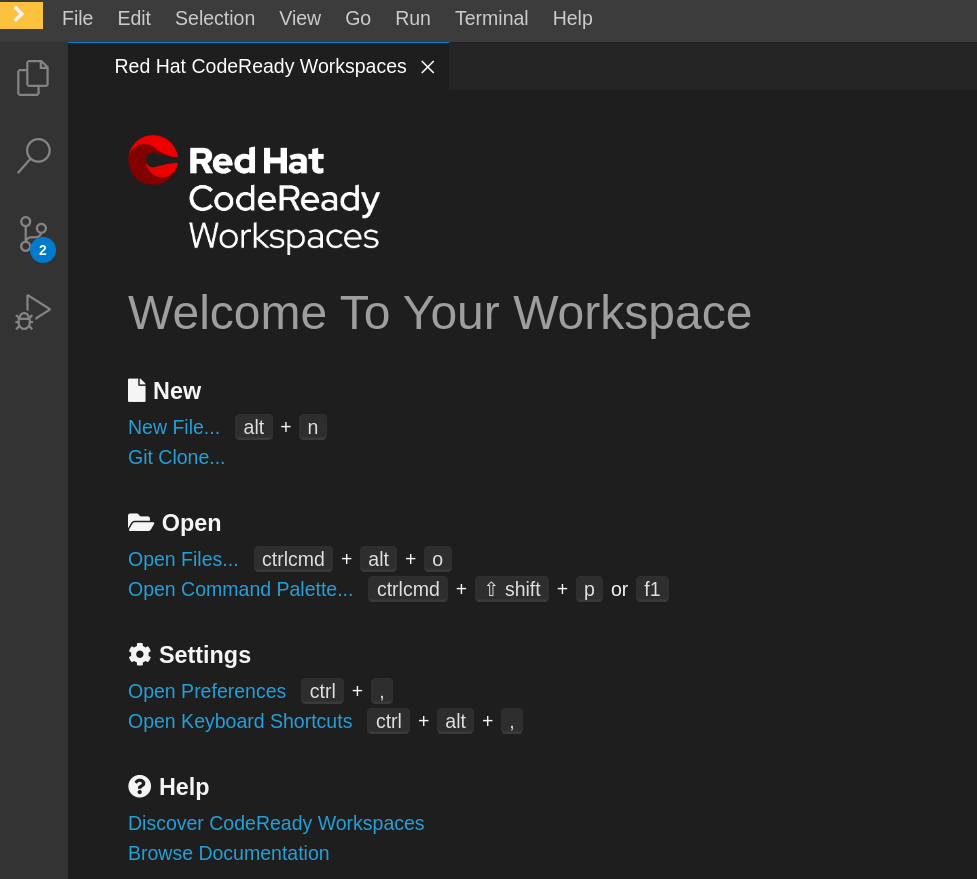 File Edit Selection View Go Run Terminal Help
Red Hat CodeReady Workspaces
Red Hat
CodeReady
Workspaces
2
Welcome To Your Workspace
New
New File... alt + n
Git Clone...
Open
Open Files... ctrlcmd + alt + o
Open Command Palette... ctrlcmd + ⇧ shift + p or f1
Settings
Open Preferences ctrl + ,
Open Keyboard Shortcuts ctrl + alt + ,
Help
Discover CodeReady Workspaces
Browse Documentation